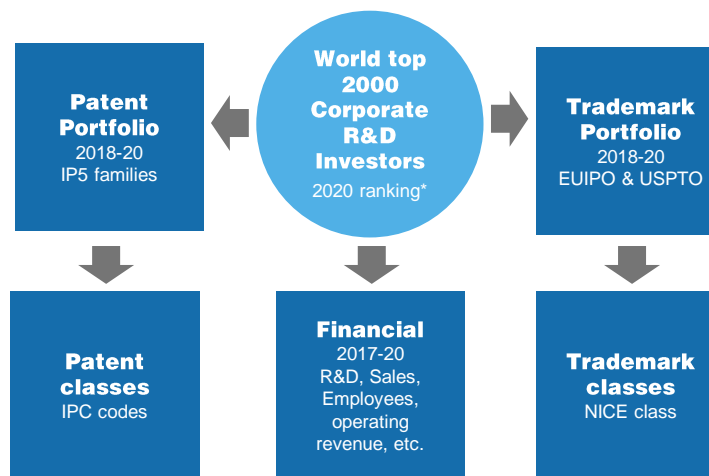 World top
2000
Corporate
R&D
Investors
2020 ranking*
Patent
Portfolio
2018-20
IP5 families
Trademark
Portfolio
2018-20
EUIPO & USPTO
Patent
classes
IPC codes
Financial
2017-20
R&D, Sales,
Employees,
operating
revenue, etc.
Trademark
classes
NICE class